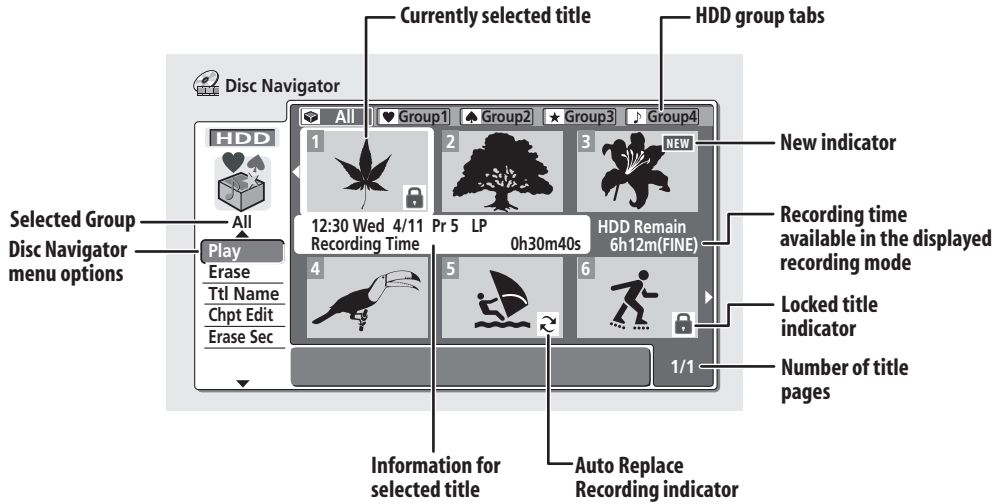 Currently selected title
HDD group tabs
Disc Navigator
All
Group1
Group2
Group3
Group4
HDD
1
2
3
NEW
New indicator
Selected Group
All
12:30 Wed 4/11 Pr 5 LP
Recording Time 0h30m40s
HDD Remain
6h12m(FINE)
Recording time
available in the displayed
recording mode
Disc Navigator
menu options
Play
Erase
Ttl Name
Chpt Edit
Erase Sec
4
5
6
Locked title
indicator
1/1
Number of title
pages
Information for
selected title
Auto Replace
Recording indicator